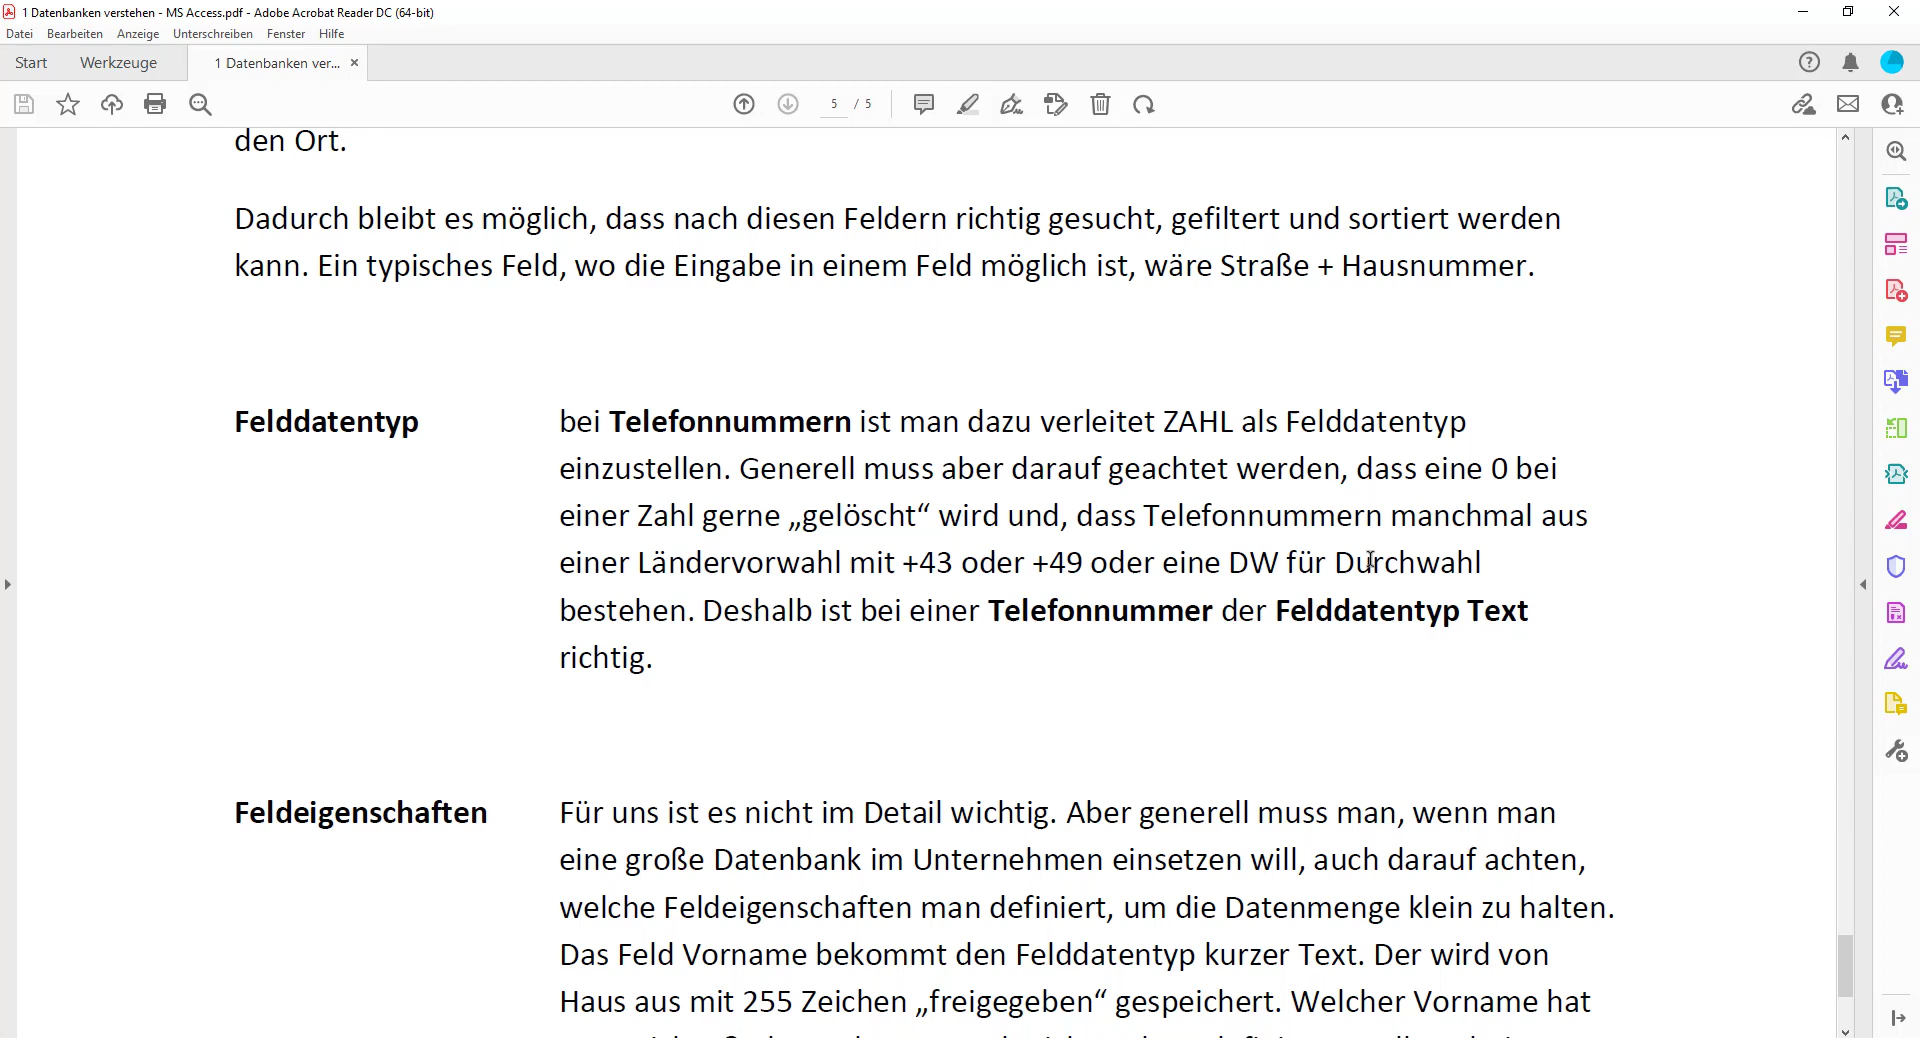 1 Datenbanken verstehen - MS Access.pdf - Adobe Acrobat Reader DC (64-bit)
Datei Bearbeiten Anzeige Unterschreiben Fenster Hilfe
Start Werkzeuge 1 Datenbanken ver... ×
5 / 5
den Ort.
Dadurch bleibt es möglich, dass nach diesen Feldern richtig gesucht, gefiltert und sortiert werden
kann. Ein typisches Feld, wo die Eingabe in einem Feld möglich ist, wäre Straße + Hausnummer.
Felddatentyp bei Telefonnummern ist man dazu verleitet ZAHL als Felddatentyp
einzustellen. Generell muss aber darauf geachtet werden, dass eine 0 bei
einer Zahl gerne „gelöscht“ wird und, dass Telefonnummern manchmal aus
einer Ländervorwahl mit +43 oder +49 oder eine DW für Durchwahl
bestehen. Deshalb ist bei einer Telefonnummer der Felddatentyp Text
richtig.
Feldeigenschaften Für uns ist es nicht im Detail wichtig. Aber generell muss man, wenn man
eine große Datenbank im Unternehmen einsetzen will, auch darauf achten,
welche Feldeigenschaften man definiert, um die Datenmenge klein zu halten.
Das Feld Vorname bekommt den Felddatentyp kurzer Text. Der wird von
Haus aus mit 255 Zeichen „freigegeben“ gespeichert. Welcher Vorname hat